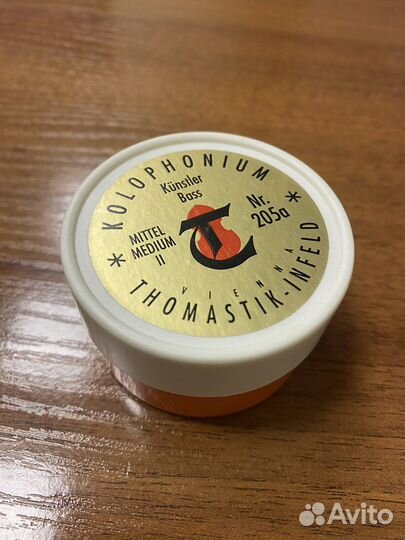 KOLOPHONIUM
Künstler
Bass
MITTEL
MEDIUM
II
Nr.
205a
VIENNA
THOMASTIK-INFELD
Avito